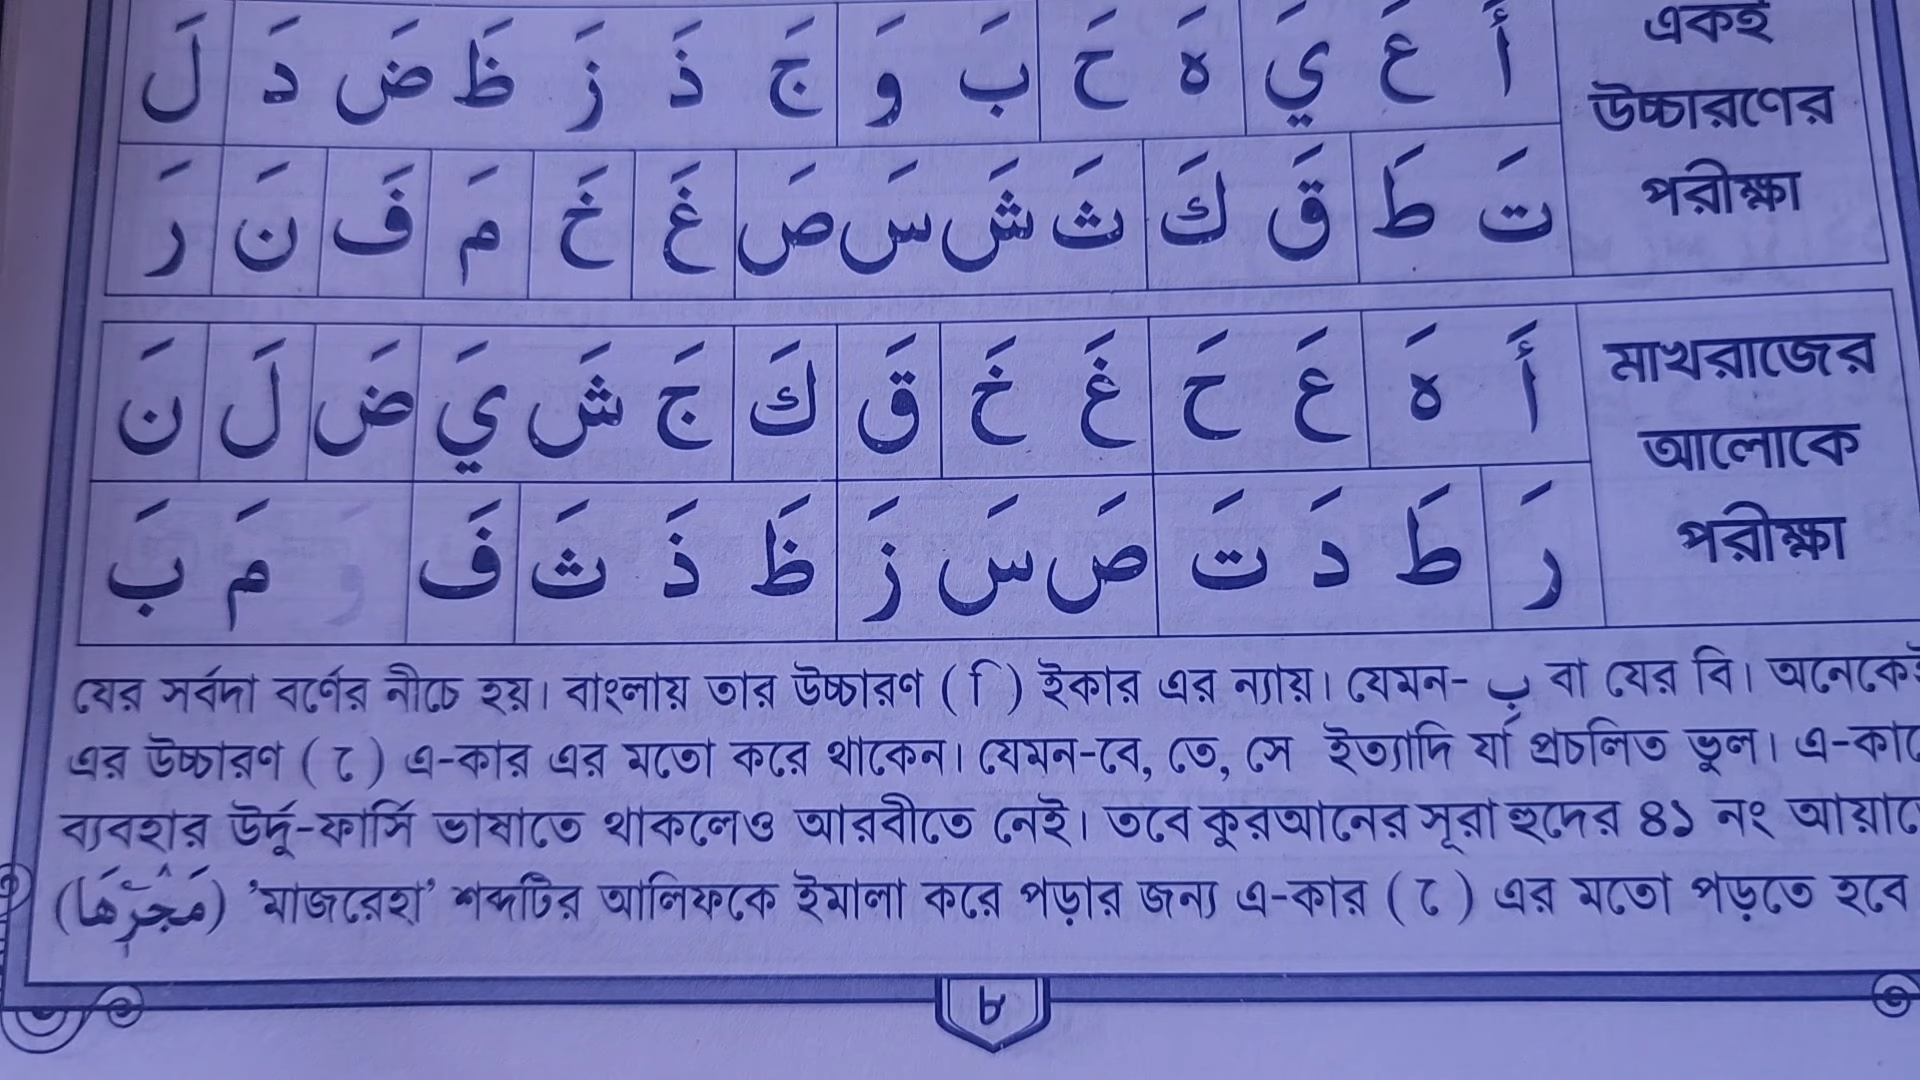 একই
উচ্চারণের
পরীক্ষা
أَ عَ يَ هَ حَ بَ وَ جَ ذَ زَ ظَ ضَ دَ لَ
تَ طَ قَ كَ ثَ شَ سَ صَ غَ خَ مَ فَ نَ رَ
মাখরাজের
আলোকে
পরীক্ষা
أَ هَ عَ حَ غَ خَ قَ كَ جَ شَ يَ ضَ لَ نَ
رَ طَ دَ تَ صَ سَ زَ ظَ ذَ ثَ فَ وَ مَ بَ
যের সর্বদা বর্ণের নীচে হয়। বাংলায় তার উচ্চারণ ( ি ) ইকার এর ন্যায়। যেমন- بِ বা যের বি। অনেকেই
এর উচ্চারণ ( ে ) এ-কার এর মতো করে থাকেন। যেমন-বে, তে, সে ইত্যাদি যা প্রচলিত ভুল। এ-কারে
ব্যবহার উর্দূ-ফার্সি ভাষাতে থাকলেও আরবীতে নেই। তবে কুরআনের সূরা হুদের ৪১ নং আয়াতে
(مَجْرٖىهَا) 'মাজরেহা' শব্দটির আলিফকে ইমালা করে পড়ার জন্য এ-কার ( ে ) এর মতো পড়তে হবে